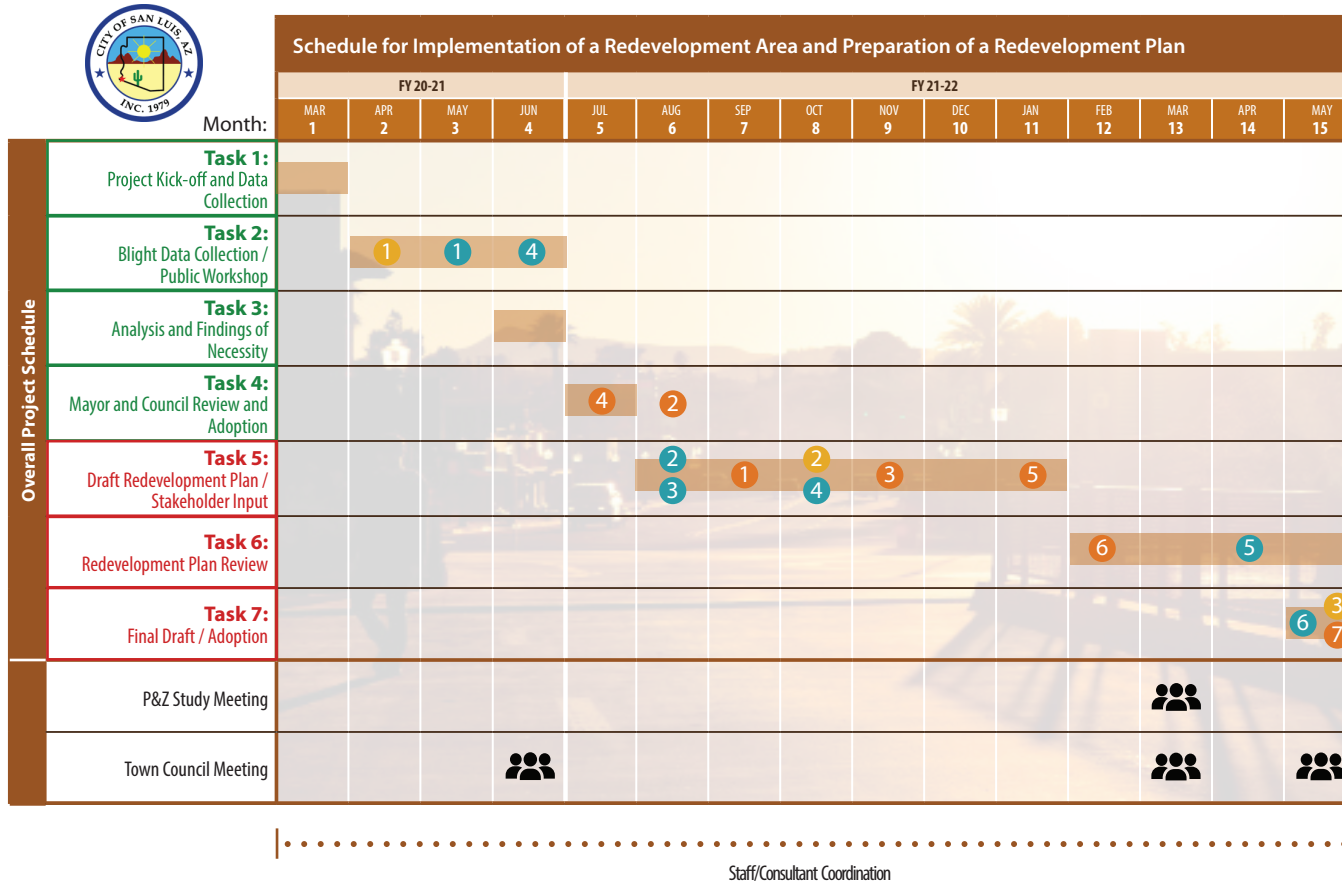 CITY OF SAN LUIS, AZ
INC. 1979
Schedule for Implementation of a Redevelopment Area and Preparation of a Redevelopment Plan
FY 20-21 FY 21-22
Month:
MAR APR MAY JUN JUL AUG SEP OCT NOV DEC JAN FEB MAR APR MAY
1 2 3 4 5 6 7 8 9 10 11 12 13 14 15
Overall Project Schedule
Task 1:
Project Kick-off and Data
Collection
Task 2:
Blight Data Collection /
Public Workshop
1 1 4
Task 3:
Analysis and Findings of
Necessity
Task 4:
Mayor and Council Review and
Adoption
4 2
Task 5:
Draft Redevelopment Plan /
Stakeholder Input
2 2
1 3 5
3 4
Task 6:
Redevelopment Plan Review
6 5
Task 7:
Final Draft / Adoption
3
6
7
P&Z Study Meeting
Town Council Meeting
Staff/Consultant Coordination